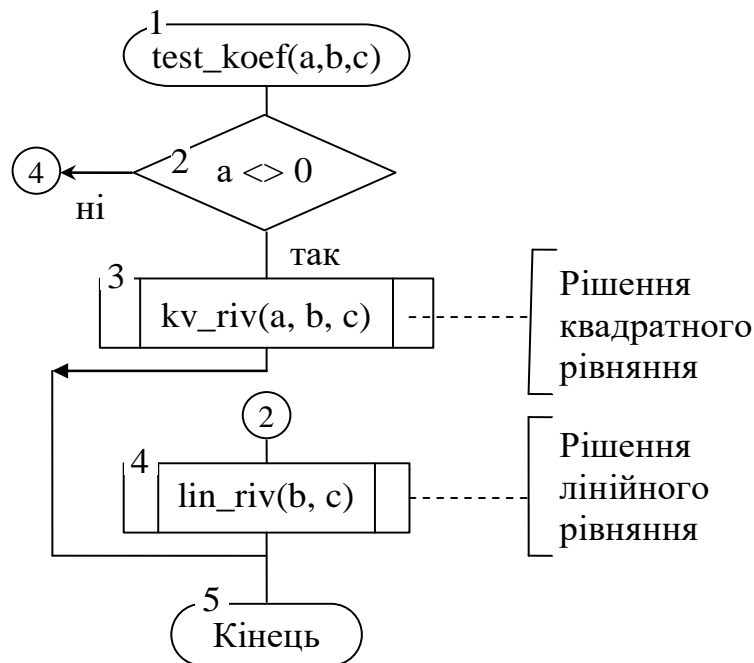 1
test_koef(a,b,c)
2
a <> 0
4
ні
так
3
kv_riv(a, b, c)
Рішення
квадратного
рівняння
2
4
lin_riv(b, c)
Рішення
лінійного
рівняння
5
Кінець